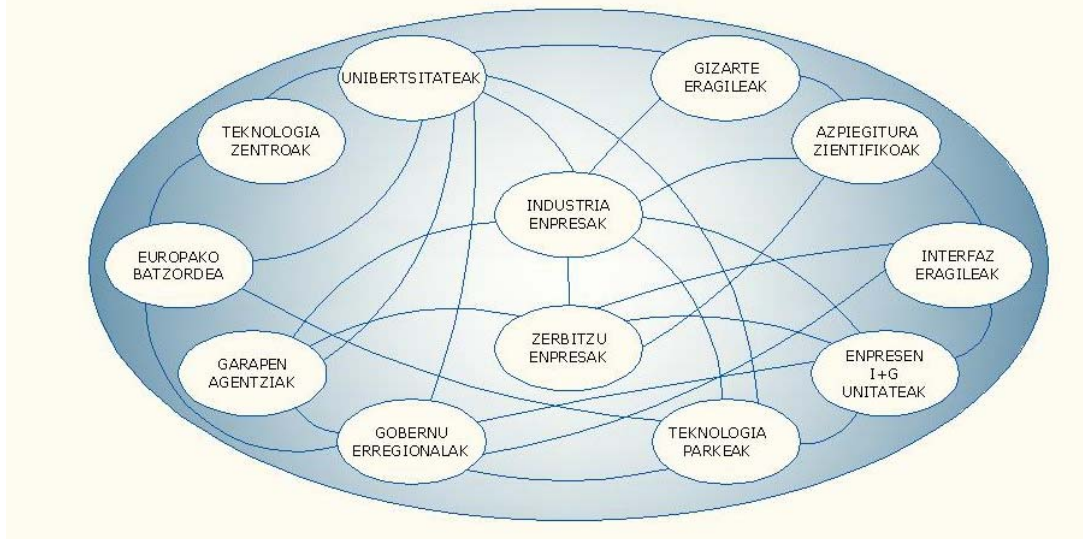 UNIBERTSITATEAK
GIZARTE
ERAGILEAK
TEKNOLOGIA
ZENTROAK
AZPIEGITURA
ZIENTIFIKOAK
INDUSTRIA
ENPRESAK
EUROPAKO
BATZORDEA
INTERFAZ
ERAGILEAK
ZERBITZU
ENPRESAK
GARAPEN
AGENTZIAK
ENPRESEN
I+G
UNITATEAK
GOBERNU
ERREGIONALAK
TEKNOLOGIA
PARKEAK